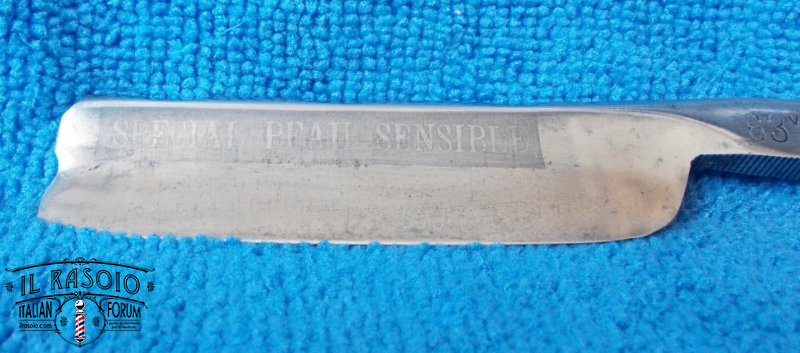 SPECIAL PEAU SENSIBLE
IL RASOIO
ITALIAN FORUM
ilrasoio.com